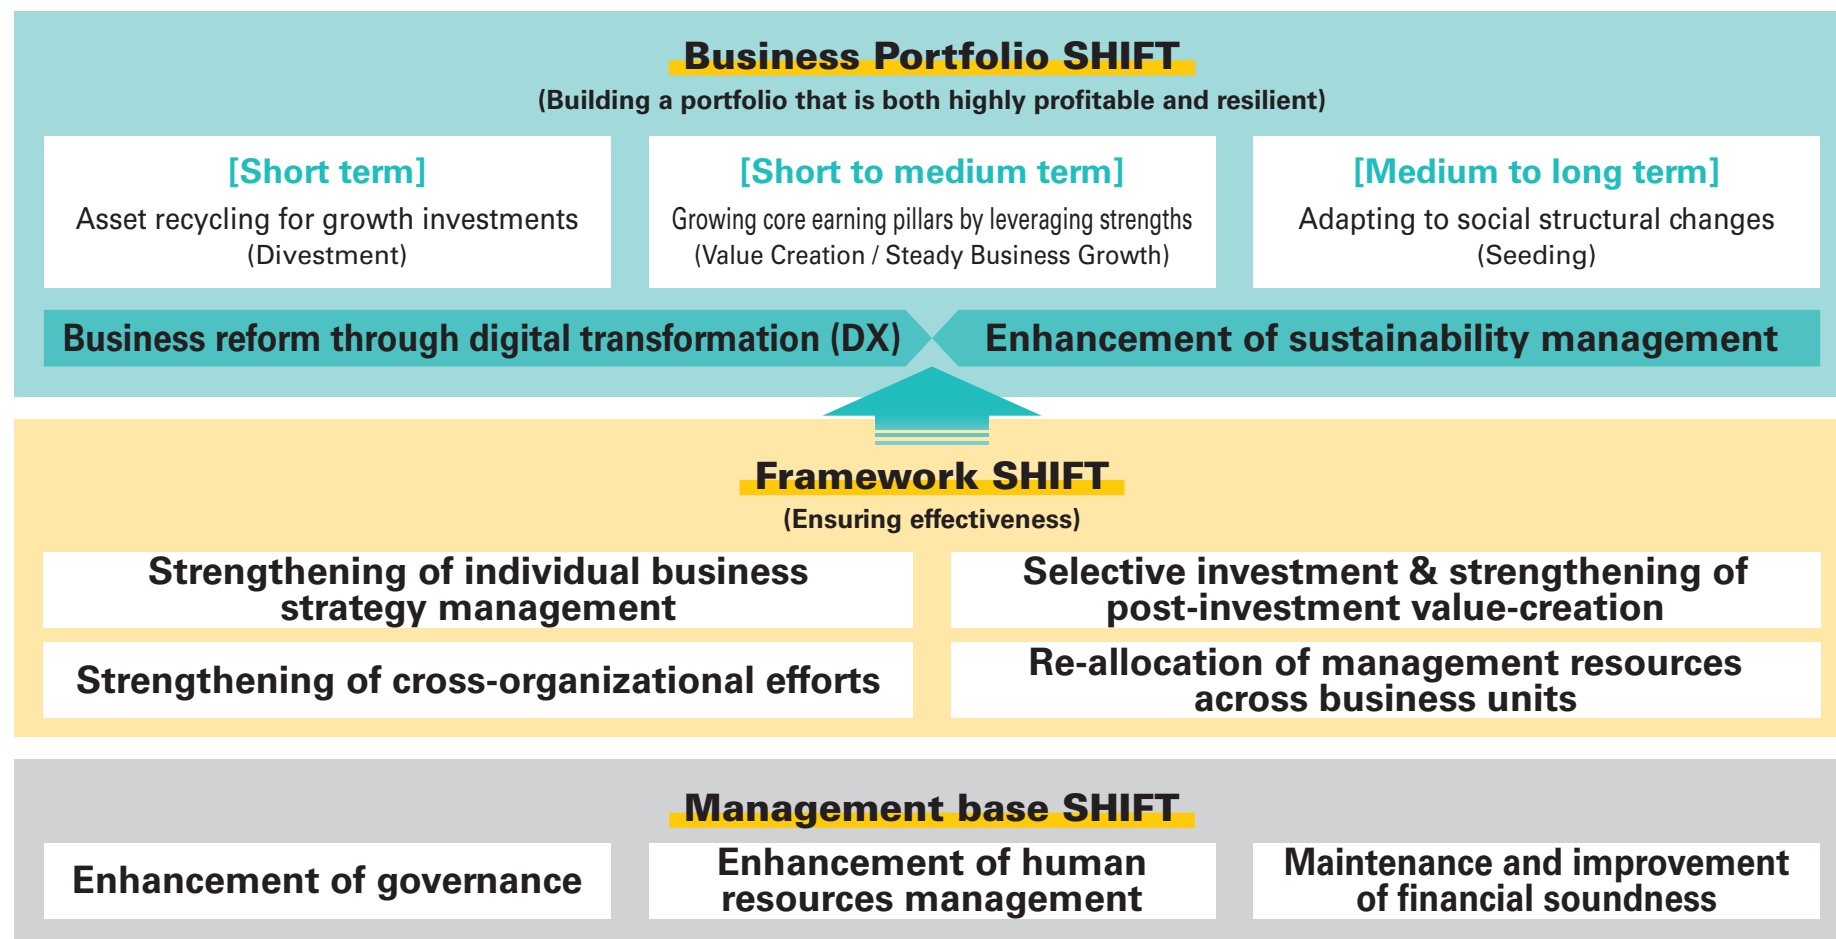 Business Portfolio SHIFT
(Building a portfolio that is both highly profitable and resilient)
[Short term]
Asset recycling for growth investments
(Divestment)
[Short to medium term]
Growing core earning pillars by leveraging strengths
(Value Creation / Steady Business Growth)
[Medium to long term]
Adapting to social structural changes
(Seeding)
Business reform through digital transformation (DX)
Enhancement of sustainability management
Framework SHIFT
(Ensuring effectiveness)
Strengthening of individual business
strategy management
Selective investment & strengthening of
post-investment value-creation
Strengthening of cross-organizational efforts
Re-allocation of management resources
across business units
Management base SHIFT
Enhancement of governance
Enhancement of human
resources management
Maintenance and improvement
of financial soundness